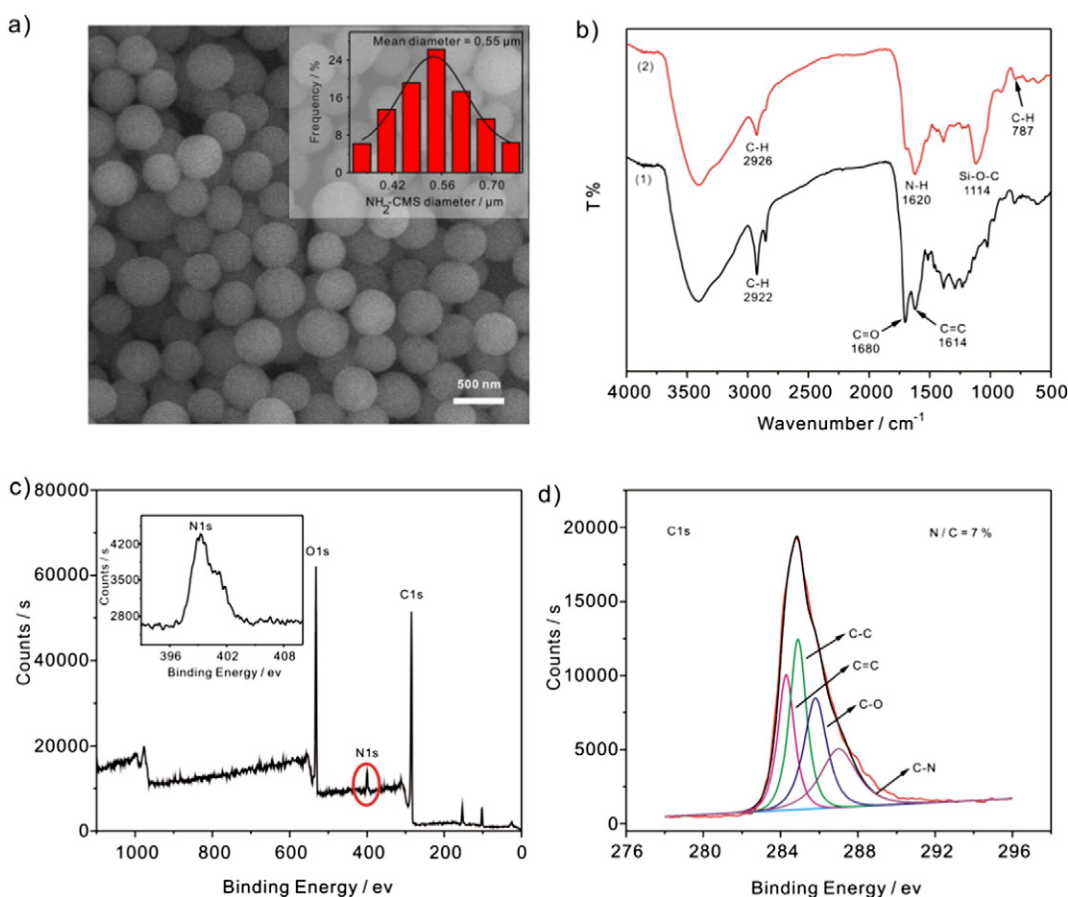 a)
Mean diameter = 0.55 μm
Frequency / %
24
16
8
0
0.42 0.56 0.70
NH2-CMS diameter / μm
500 nm
b)
T%
(2)
(1)
C-H
2926
N-H
1620
Si-O-C
1114
C-H
787
C-H
2922
C=O
1680
C=C
1614
4000 3500 3000 2500 2000 1500 1000 500
Wavenumber / cm-1
c)
Counts / s
80000
60000
40000
20000
0
N1s
Counts / s
4200
3500
2800
396 402 408
Binding Energy / ev
O1s
C1s
N1s
1000 800 600 400 200 0
Binding Energy / ev
d)
Counts / s
20000
15000
10000
5000
0
C1s
N / C = 7 %
C-C
C=C
C-O
C-N
276 280 284 288 292 296
Binding Energy / ev